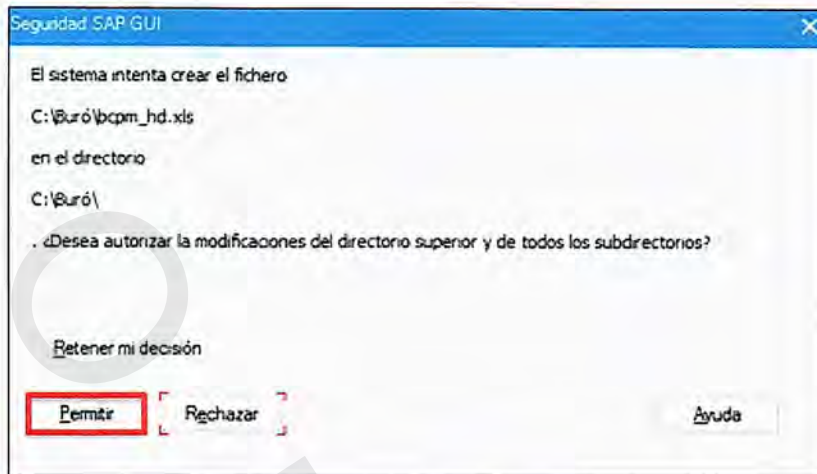 Seguridad SAP GUI
El sistema intenta crear el fichero
C:\Buró\bcpm_hd.xls
en el directorio
C:\Buró\
. ¿Desea autorizar la modificaciones del directorio superior y de todos los subdirectorios?
Retener mi decisión
Permitir Rechazar Ayuda